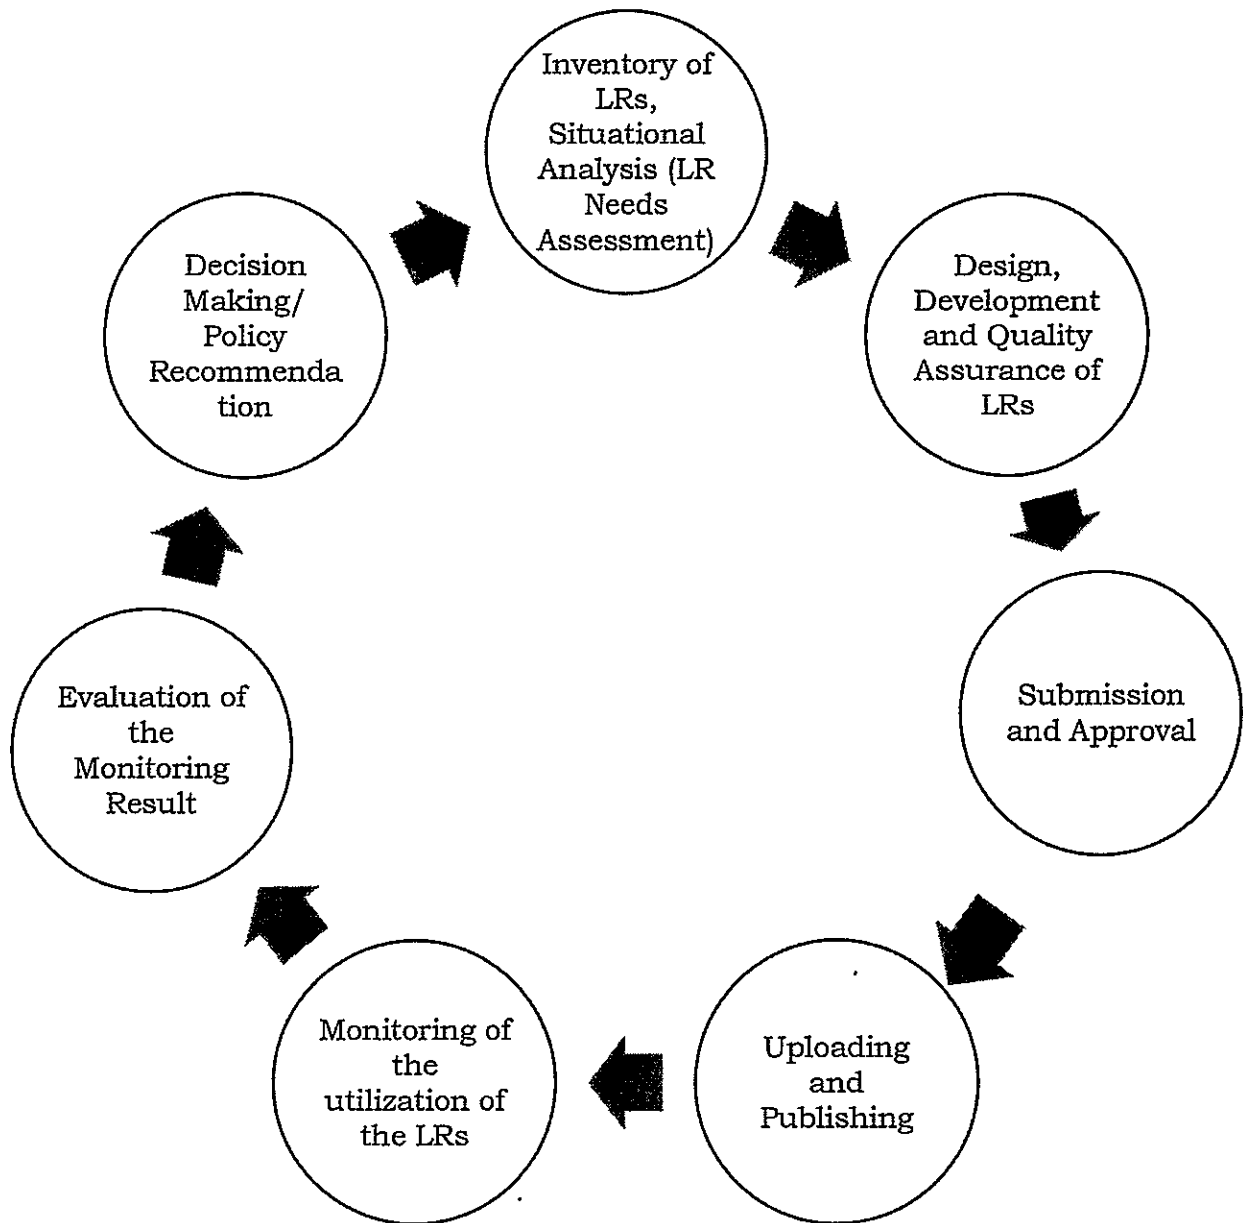 Inventory of
LRs,
Situational
Analysis (LR
Needs
Assessment)
Design,
Development
and Quality
Assurance of
LRs
Submission
and Approval
Uploading
and
Publishing
Monitoring of
the
utilization of
the LRs
Evaluation of
the
Monitoring
Result
Decision
Making/
Policy
Recommenda
tion